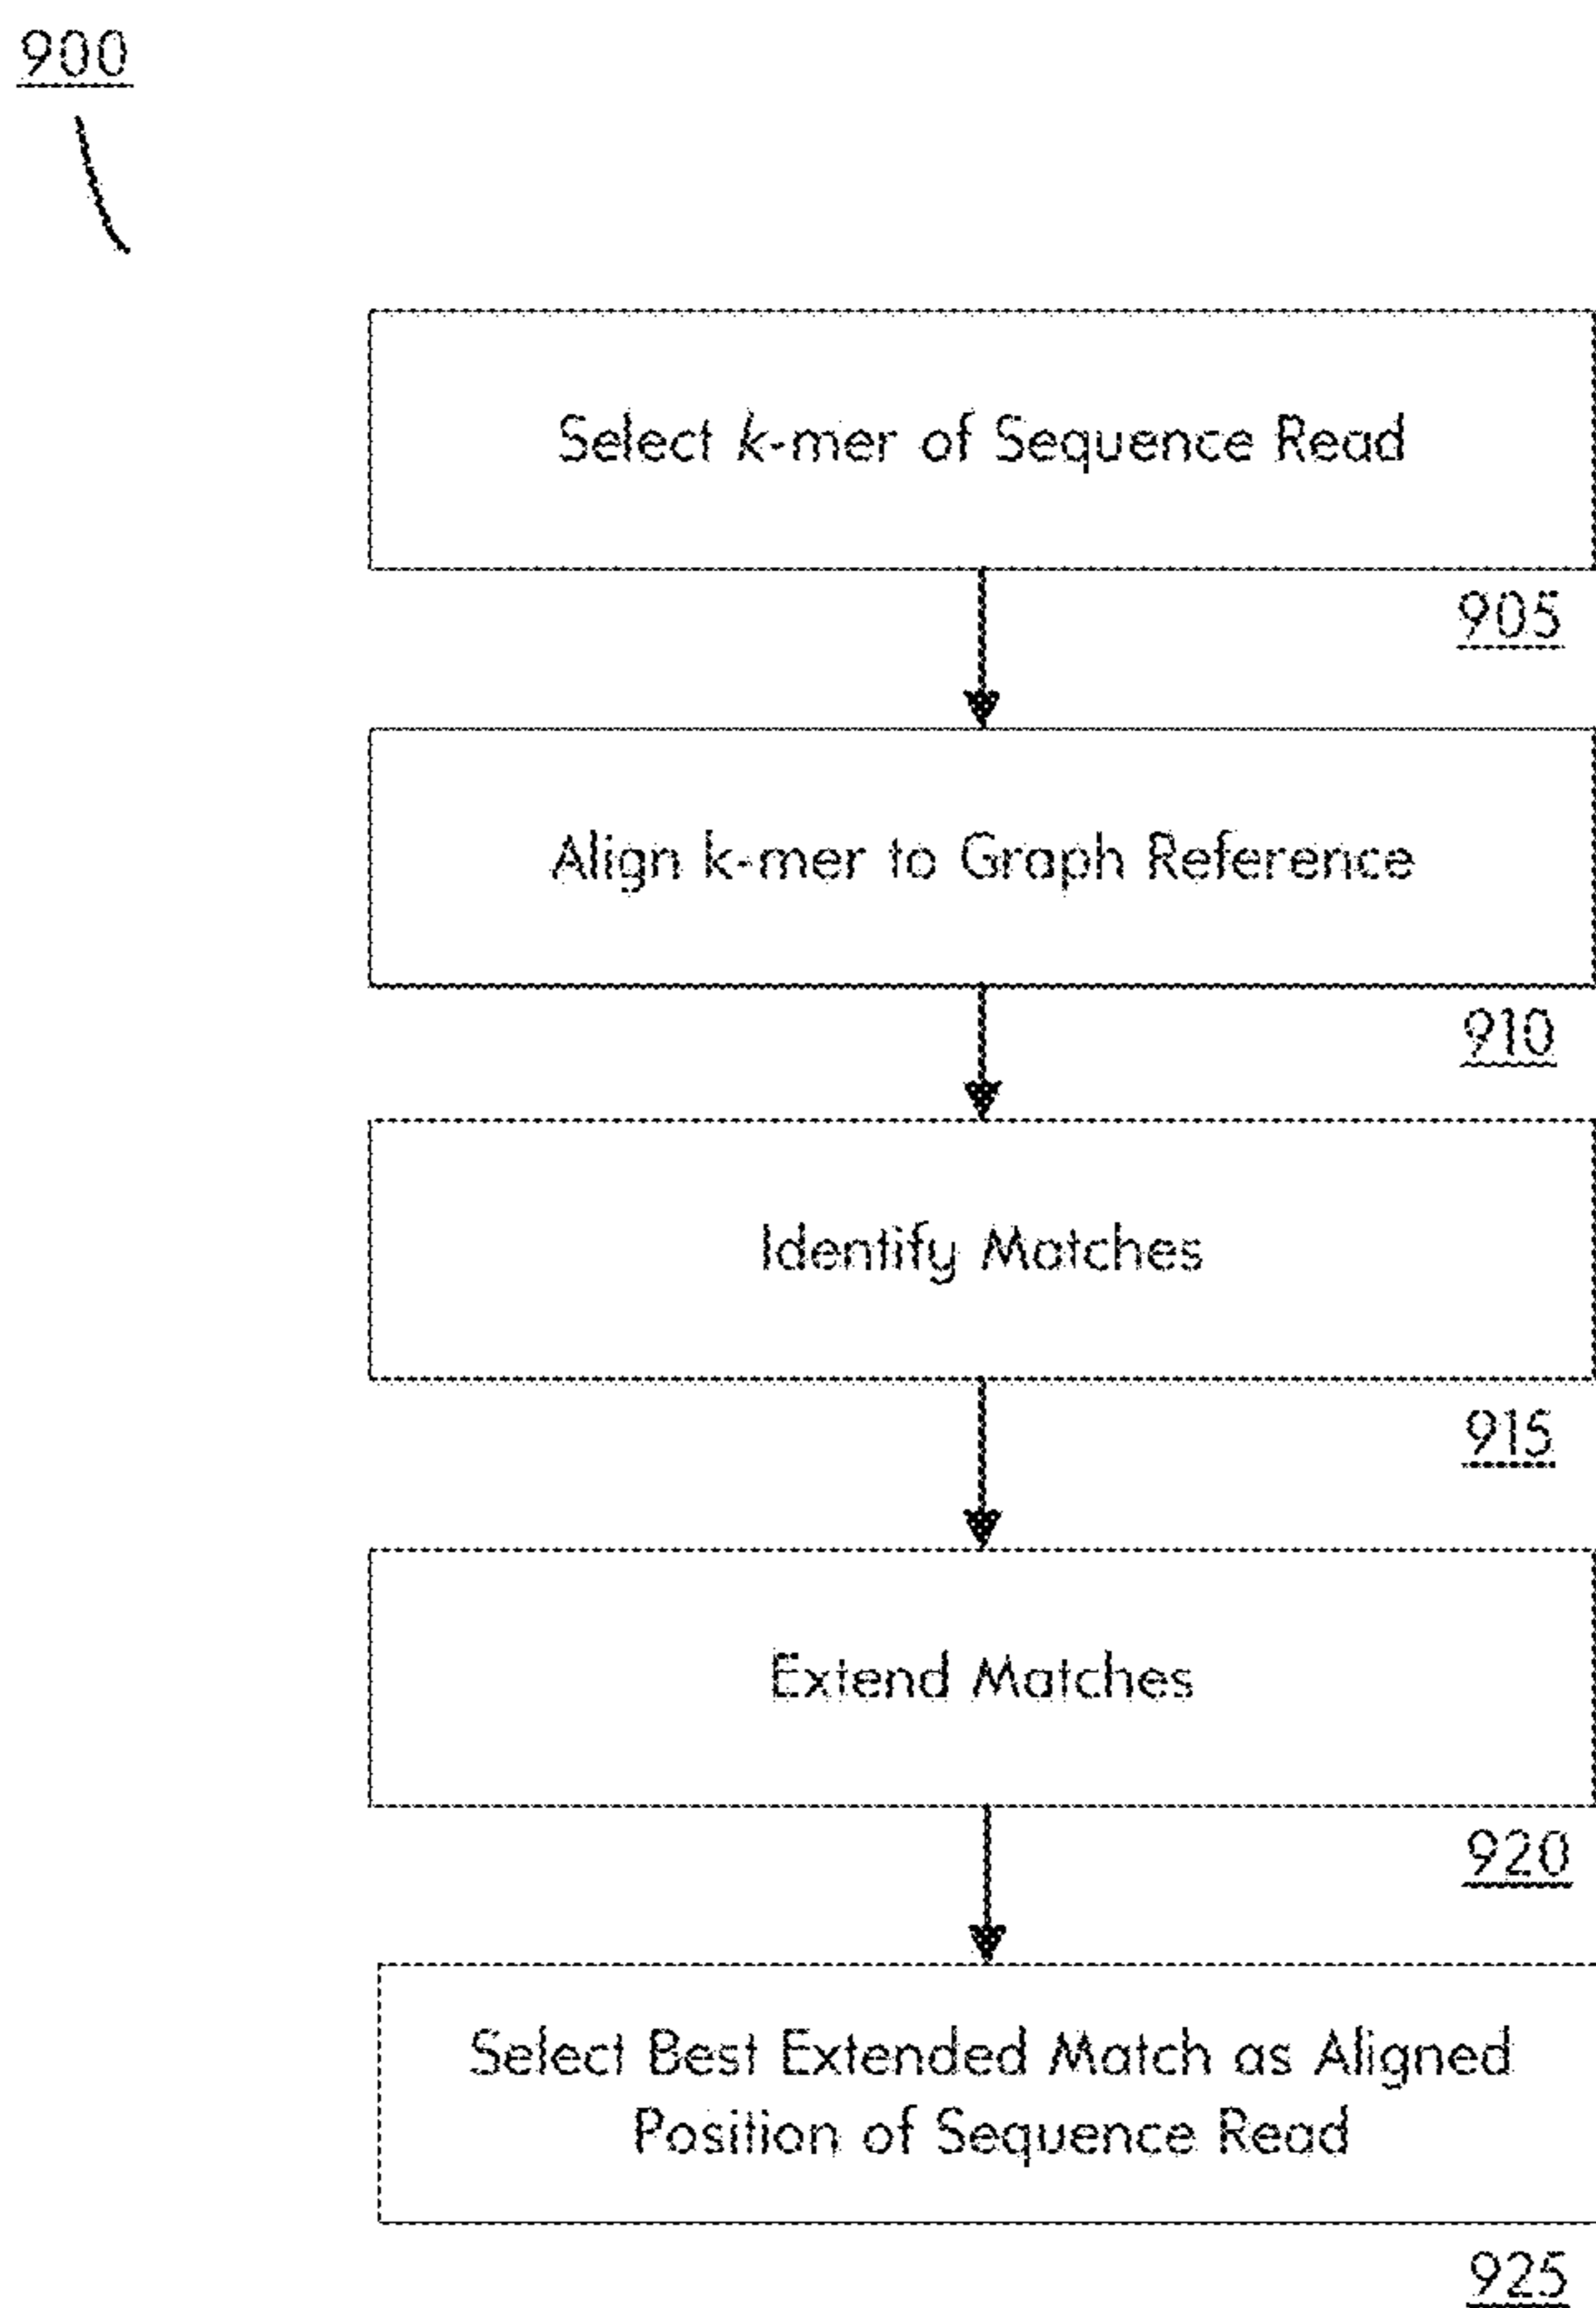 900
Select k-mer of Sequence Read
905
Align k-mer to Graph Reference
910
Identify Matches
915
Extend Matches
920
Select Best Extended Match as Aligned
Position of Sequence Read
925